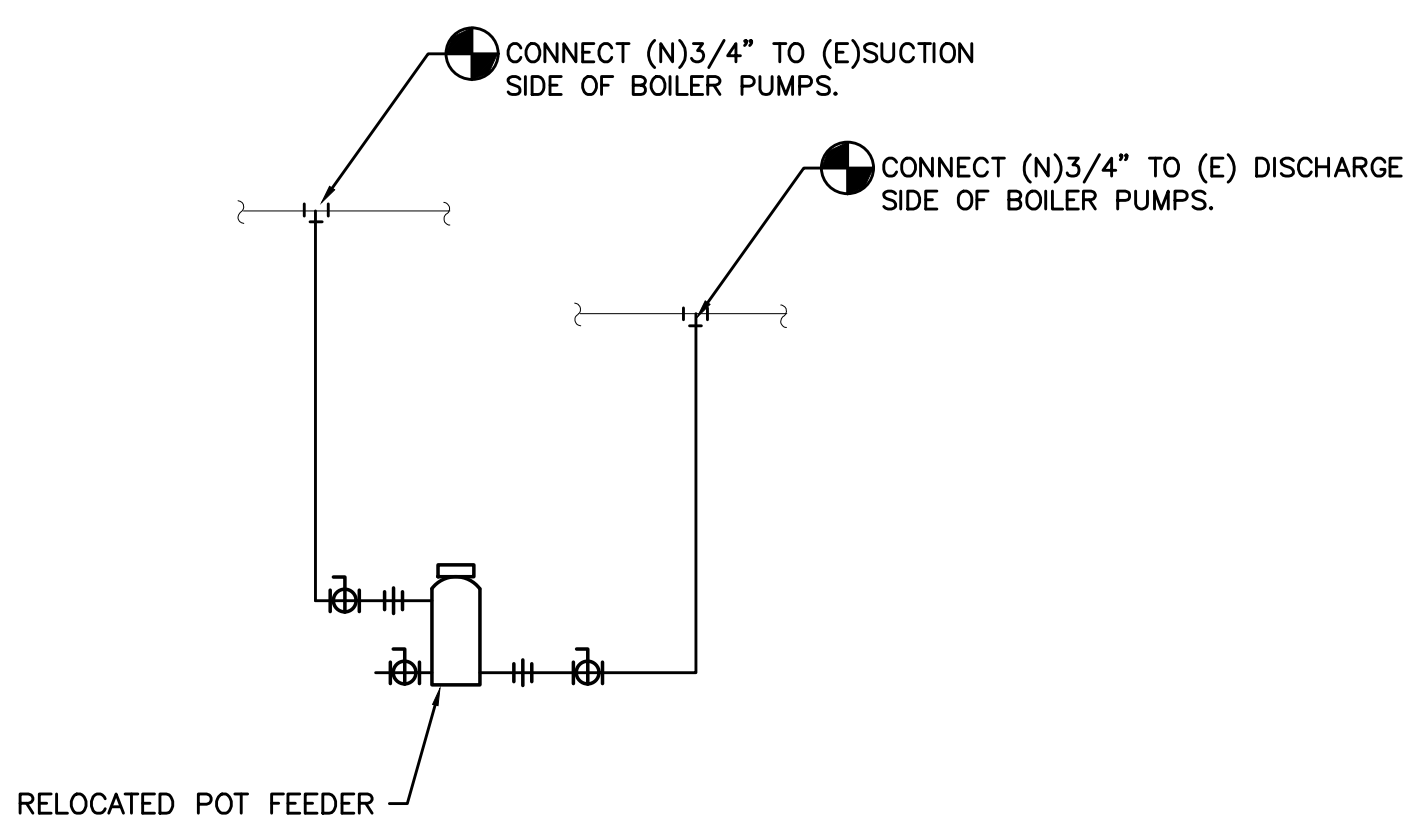 CONNECT (N)3/4" TO (E)SUCTION
SIDE OF BOILER PUMPS.
CONNECT (N)3/4" TO (E) DISCHARGE
SIDE OF BOILER PUMPS.
RELOCATED POT FEEDER